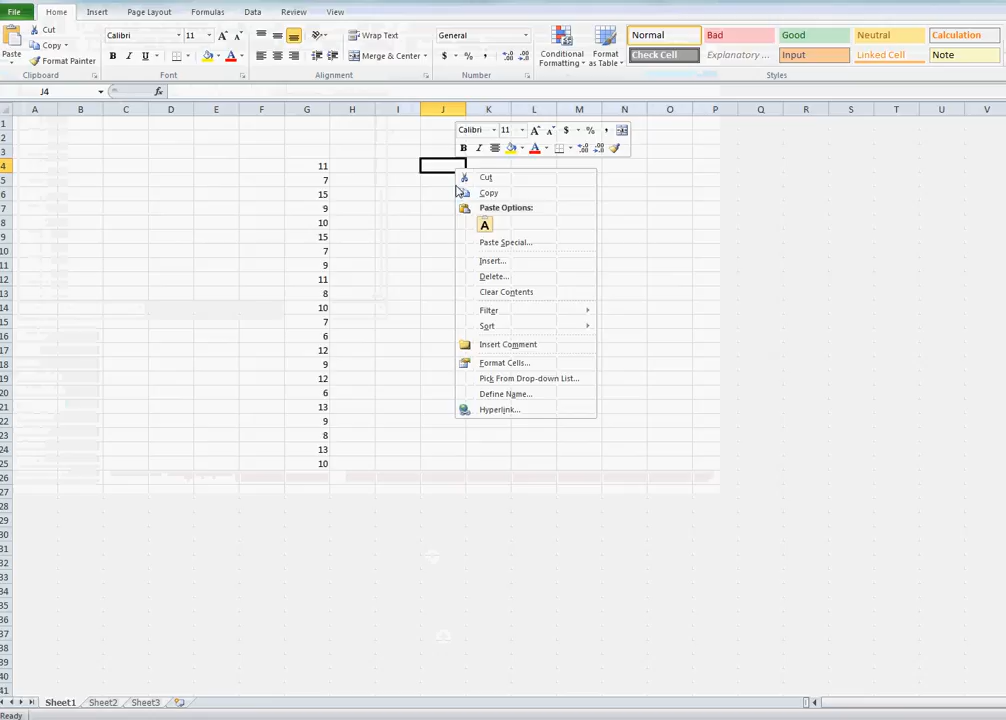 File Home Insert Page Layout Formulas Data Review View
Cut
Copy
Format Painter
Paste
Clipboard
Calibri 11 A A
B I U A
Font
Wrap Text
Merge & Center
Alignment
General
$ % ,
Number
Conditional Formatting
Format as Table
Normal Bad Good Neutral Calculation
Check Cell Explanatory ... Input Linked Cell Note
Styles
J4 fx
A B C D E F G H I J K L M N O P Q R S T U V
1
2
3
4 11
5 7
6 15
7 9
8 10
9 15
10 7
11 9
12 11
13 8
14 10
15 7
16 6
17 12
18 9
19 12
20 6
21 13
22 9
23 8
24 13
25 10
26
27
28
29
30
31
32
33
34
35
36
37
38
39
40
41
Calibri 11 A A $ % ,
B I A
Cut
Copy
Paste Options:
A
Paste Special...
Insert...
Delete...
Clear Contents
Filter
Sort
Insert Comment
Format Cells...
Pick From Drop-down List...
Define Name...
Hyperlink...
Sheet1 Sheet2 Sheet3
Ready